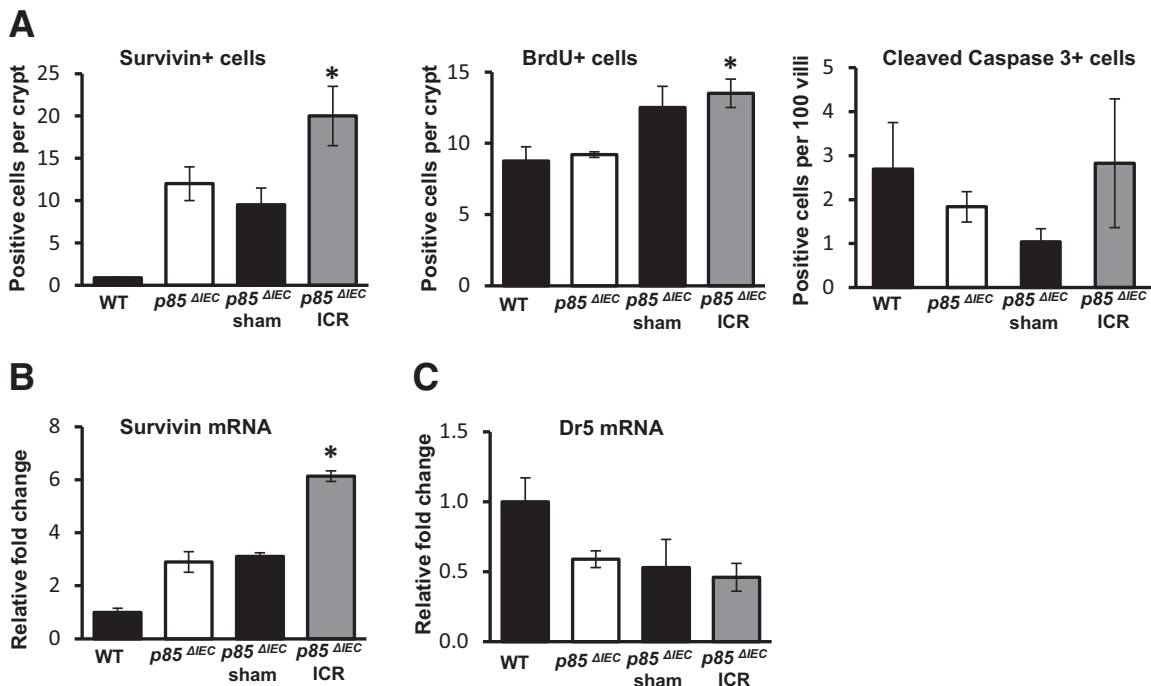 A
Survivin+ cells
Positive cells per crypt
25
20
15
10
5
0
*
WT
p85 ΔIEC
p85 ΔIEC
sham
p85 ΔIEC
ICR
BrdU+ cells
Positive cells per crypt
15
10
5
0
*
WT
p85 ΔIEC
p85 ΔIEC
sham
p85 ΔIEC
ICR
Cleaved Caspase 3+ cells
Positive cells per 100 villi
5
4
3
2
1
0
WT
p85 ΔIEC
p85 ΔIEC
sham
p85 ΔIEC
ICR
B
Survivin mRNA
Relative fold change
8
6
4
2
0
*
WT
p85 ΔIEC
p85 ΔIEC
sham
p85 ΔIEC
ICR
C
Dr5 mRNA
Relative fold change
1.5
1.0
0.5
0.0
WT
p85 ΔIEC
p85 ΔIEC
sham
p85 ΔIEC
ICR